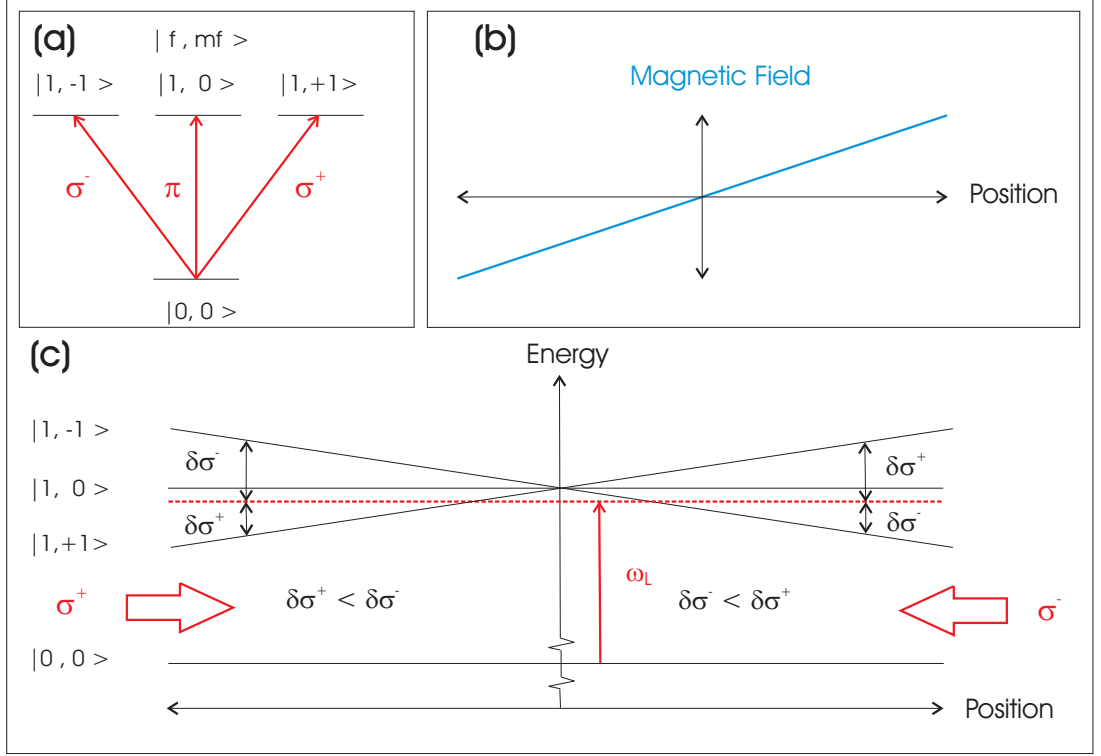 (a)
| f , mf >
|1, -1 > |1, 0 > |1,+1>
σ⁻ π σ⁺
|0, 0 >
(b)
Magnetic Field
Position
(c)
Energy
|1, -1 >
δσ⁻ δσ⁺
|1, 0 >
δσ⁺ δσ⁻
|1,+1>
σ⁺ δσ⁺ < δσ⁻ ω_L δσ⁻ < δσ⁺ σ⁻
|0 , 0 >
Position